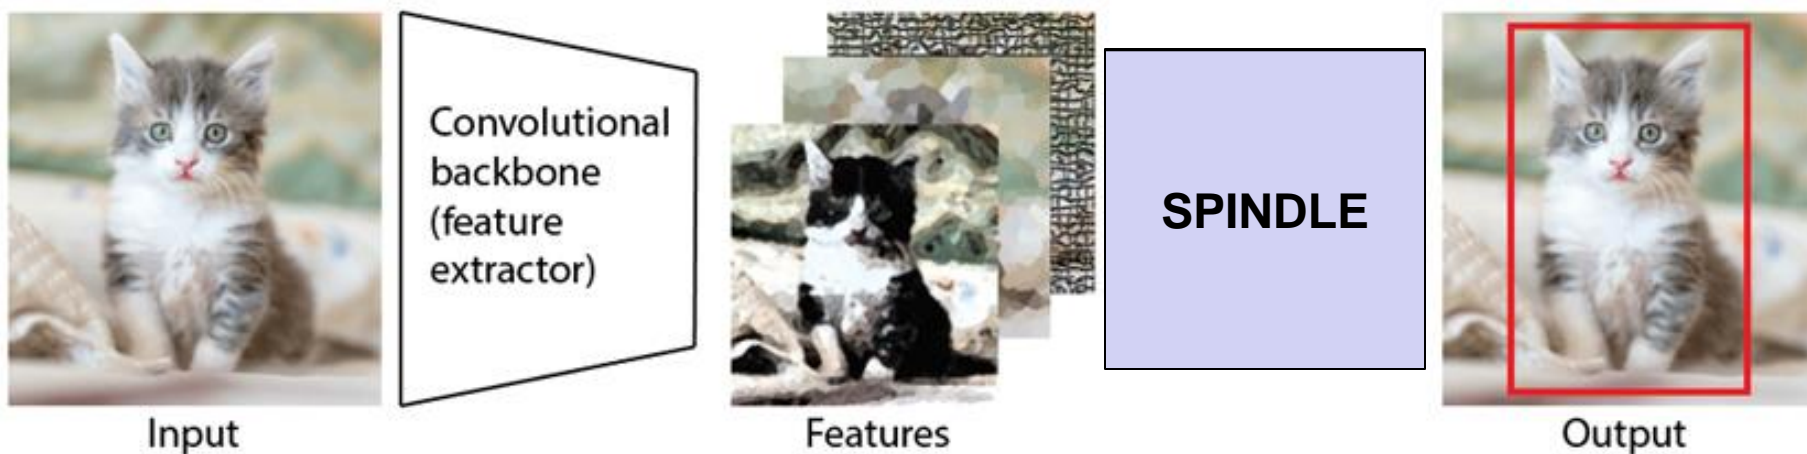 Convolutional
backbone
(feature
extractor)
SPINDLE
Input
Features
Output